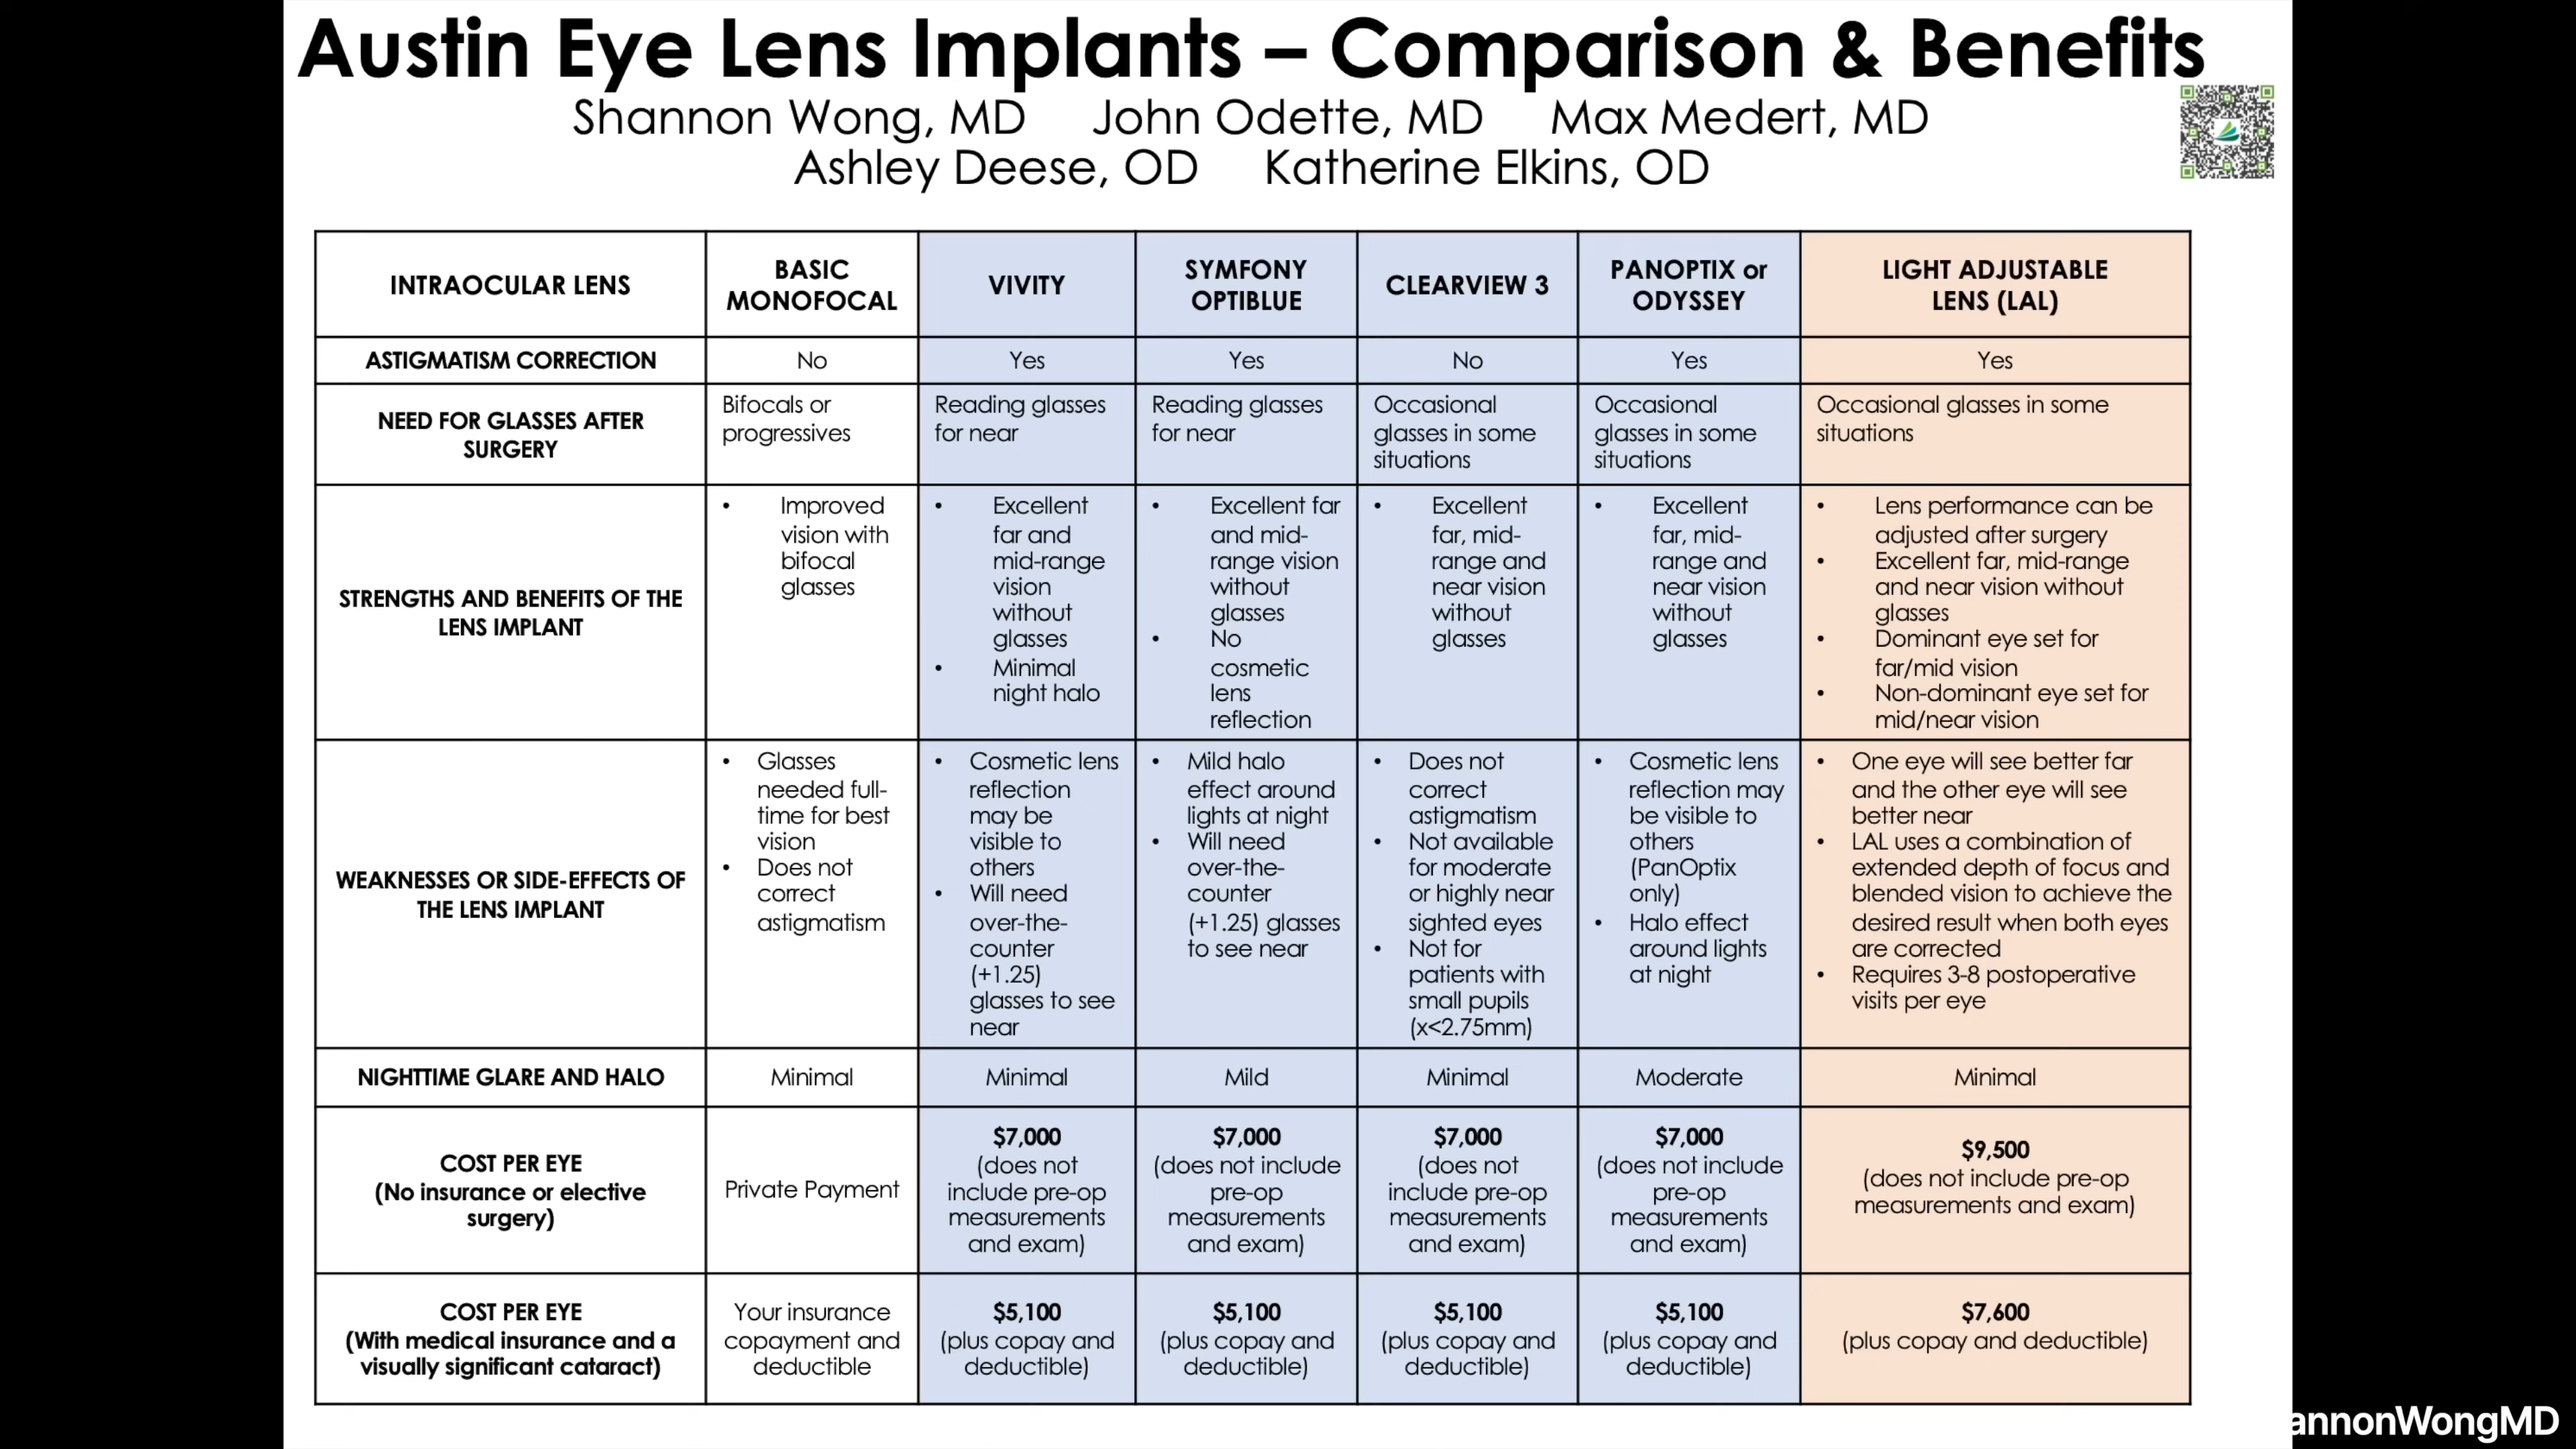 Austin Eye Lens Implants – Comparison & Benefits
Shannon Wong, MD John Odette, MD Max Medert, MD
Ashley Deese, OD Katherine Elkins, OD
INTRAOCULAR LENS
BASIC
MONOFOCAL
VIVITY
SYMFONY
OPTIBLUE
CLEARVIEW 3
PANOPTIX or
ODYSSEY
LIGHT ADJUSTABLE
LENS (LAL)
ASTIGMATISM CORRECTION
No
Yes
Yes
No
Yes
Yes
NEED FOR GLASSES AFTER
SURGERY
Bifocals or
progressives
Reading glasses
for near
Reading glasses
for near
Occasional
glasses in some
situations
Occasional
glasses in some
situations
Occasional glasses in some
situations
STRENGTHS AND BENEFITS OF THE
LENS IMPLANT
• Improved
vision with
bifocal
glasses
• Excellent
far and
mid-range
vision
without
glasses
• Minimal
night halo
• Excellent far
and mid-
range vision
without
glasses
• No
cosmetic
lens
reflection
• Excellent
far, mid-
range and
near vision
without
glasses
• Excellent
far, mid-
range and
near vision
without
glasses
• Lens performance can be
adjusted after surgery
• Excellent far, mid-range
and near vision without
glasses
• Dominant eye set for
far/mid vision
• Non-dominant eye set for
mid/near vision
WEAKNESSES OR SIDE-EFFECTS OF
THE LENS IMPLANT
• Glasses
needed full-
time for best
vision
• Does not
correct
astigmatism
• Cosmetic lens
reflection
may be
visible to
others
• Will need
over-the-
counter
(+1.25)
glasses to see
near
• Mild halo
effect around
lights at night
• Will need
over-the-
counter
(+1.25) glasses
to see near
• Does not
correct
astigmatism
• Not available
for moderate
or highly near
sighted eyes
• Not for
patients with
small pupils
(x<2.75mm)
• Cosmetic lens
reflection may
be visible to
others
(PanOptix
only)
• Halo effect
around lights
at night
• One eye will see better far
and the other eye will see
better near
• LAL uses a combination of
extended depth of focus and
blended vision to achieve the
desired result when both eyes
are corrected
• Requires 3-8 postoperative
visits per eye
NIGHTTIME GLARE AND HALO
Minimal
Minimal
Mild
Minimal
Moderate
Minimal
COST PER EYE
(No insurance or elective
surgery)
Private Payment
$7,000
(does not
include pre-op
measurements
and exam)
$7,000
(does not include
pre-op
measurements
and exam)
$7,000
(does not
include pre-op
measurements
and exam)
$7,000
(does not include
pre-op
measurements
and exam)
$9,500
(does not include pre-op
measurements and exam)
COST PER EYE
(With medical insurance and a
visually significant cataract)
Your insurance
copayment and
deductible
$5,100
(plus copay and
deductible)
$5,100
(plus copay and
deductible)
$5,100
(plus copay and
deductible)
$5,100
(plus copay and
deductible)
$7,600
(plus copay and deductible)
annonWongMD